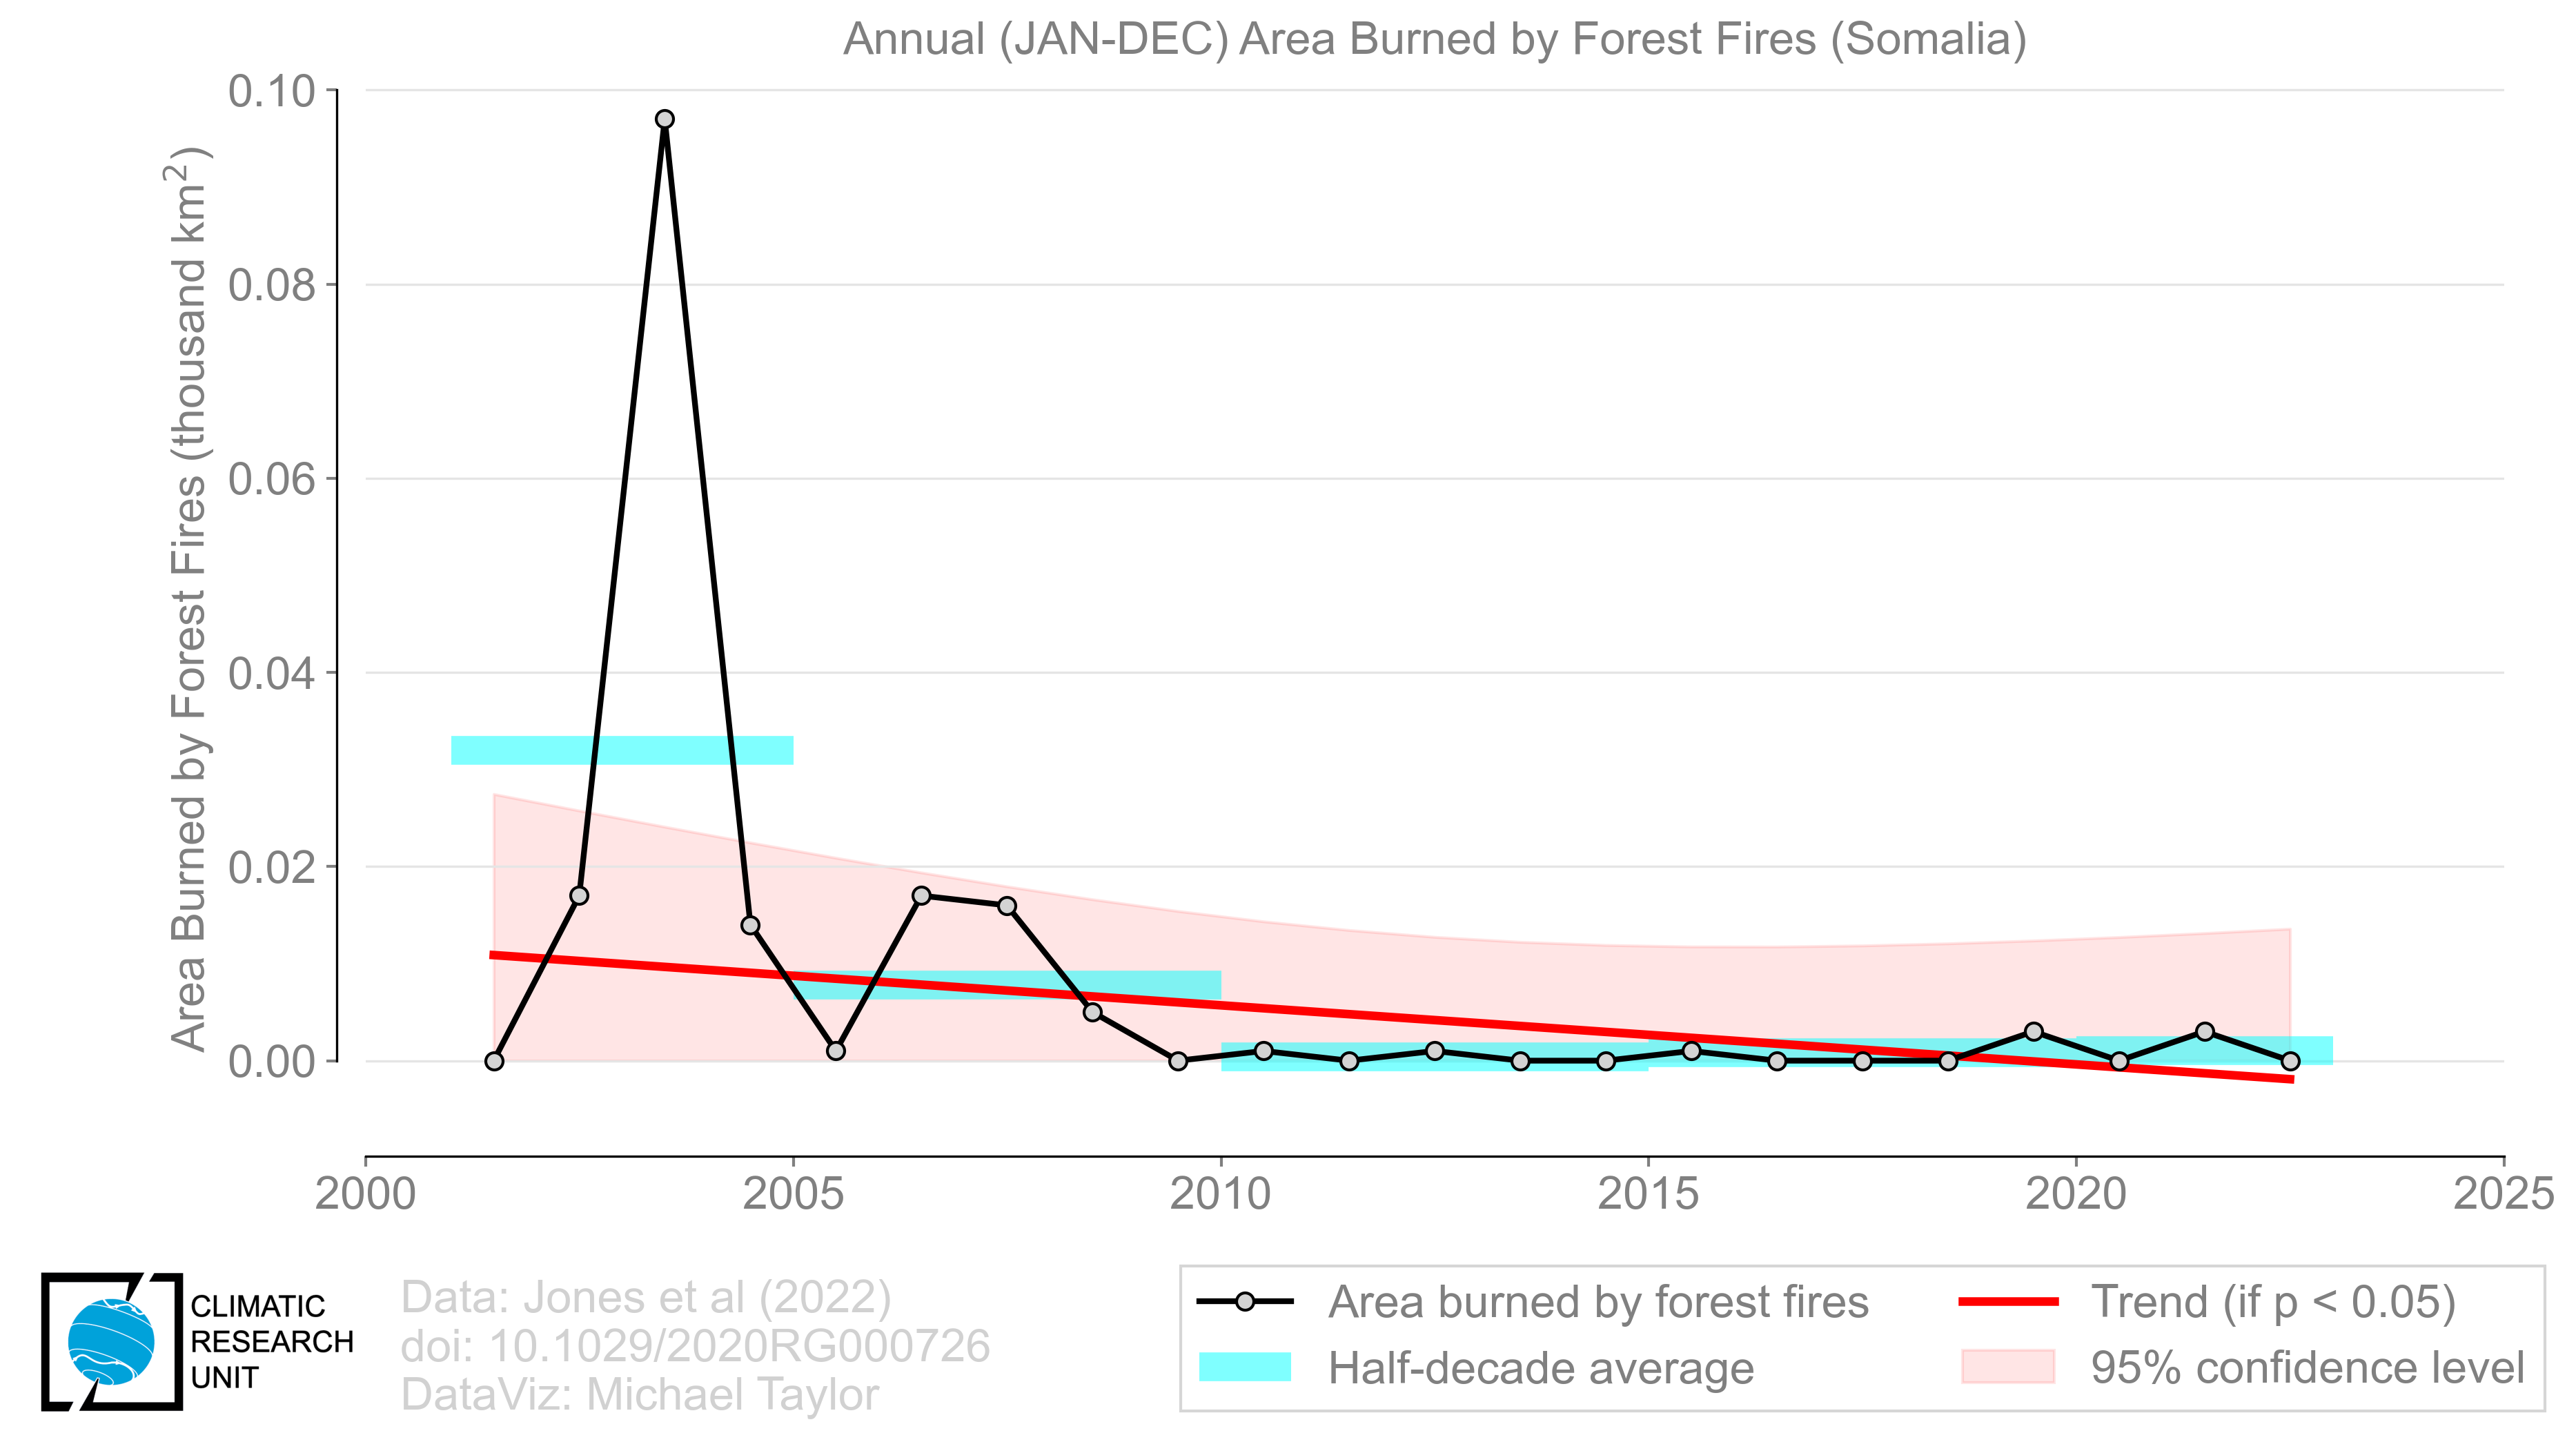 Annual (JAN-DEC) Area Burned by Forest Fires (Somalia)
Area Burned by Forest Fires (thousand km²)
0.10
0.08
0.06
0.04
0.02
0.00
2000 2005 2010 2015 2020 2025
CLIMATIC
RESEARCH
UNIT
Data: Jones et al (2022)
doi: 10.1029/2020RG000726
DataViz: Michael Taylor
Area burned by forest fires
Half-decade average
Trend (if p < 0.05)
95% confidence level